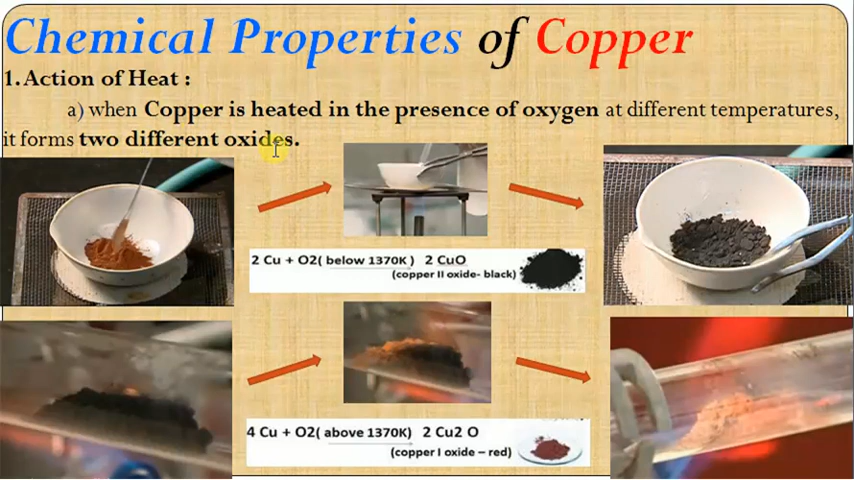 Chemical Properties of Copper
1. Action of Heat :
a) when Copper is heated in the presence of oxygen at different temperatures,
it forms two different oxides.
2 Cu + O2( below 1370K ) 2 CuO
(copper II oxide- black)
4 Cu + O2( above 1370K) 2 Cu2 O
(copper I oxide – red)